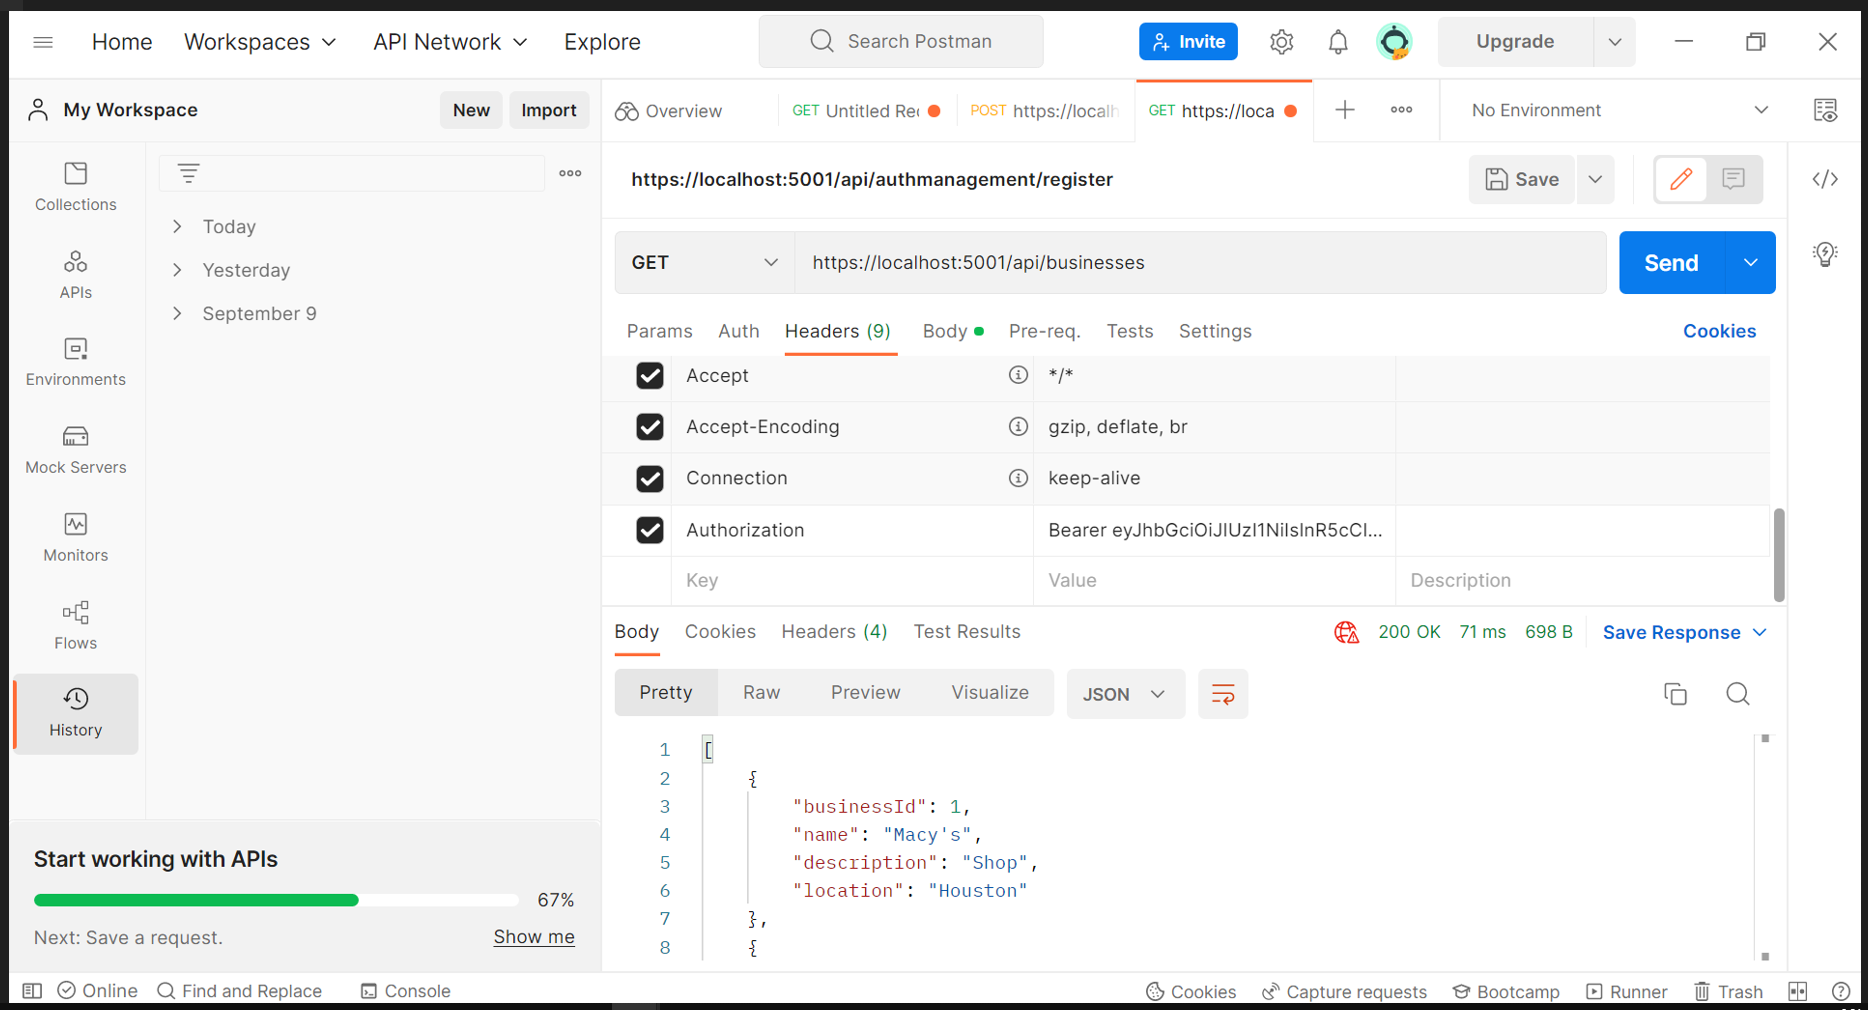 Home Workspaces API Network Explore Search Postman Invite Upgrade
My Workspace New Import Overview GET Untitled Rec POST https://localh GET https://loca No Environment
Collections
APIs
Environments
Mock Servers
Monitors
Flows
History
Today
Yesterday
September 9
Start working with APIs
67%
Next: Save a request. Show me
https://localhost:5001/api/authmanagement/register Save
GET https://localhost:5001/api/businesses Send
Params Auth Headers (9) Body Pre-req. Tests Settings Cookies
Accept */*
Accept-Encoding gzip, deflate, br
Connection keep-alive
Authorization Bearer eyJhbGciOiJIUzI1NiIsInR5cCI...
Key Value Description
Body Cookies Headers (4) Test Results 200 OK 71 ms 698 B Save Response
Pretty Raw Preview Visualize JSON
1 [
2 {
3 "businessId": 1,
4 "name": "Macy's",
5 "description": "Shop",
6 "location": "Houston"
7 },
8 {
Online Find and Replace Console Cookies Capture requests Bootcamp Runner Trash